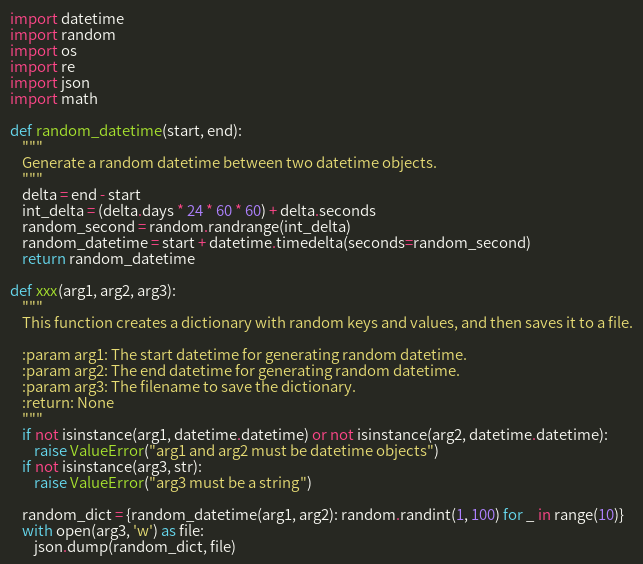 import datetime
import random
import os
import re
import json
import math

def random_datetime(start, end):
    """
    Generate a random datetime between two datetime objects.
    """
    delta = end - start
    int_delta = (delta.days * 24 * 60 * 60) + delta.seconds
    random_second = random.randrange(int_delta)
    random_datetime = start + datetime.timedelta(seconds=random_second)
    return random_datetime

def xxx(arg1, arg2, arg3):
    """
    This function creates a dictionary with random keys and values, and then saves it to a file.

    :param arg1: The start datetime for generating random datetime.
    :param arg2: The end datetime for generating random datetime.
    :param arg3: The filename to save the dictionary.
    :return: None
    """
    if not isinstance(arg1, datetime.datetime) or not isinstance(arg2, datetime.datetime):
        raise ValueError("arg1 and arg2 must be datetime objects")
    if not isinstance(arg3, str):
        raise ValueError("arg3 must be a string")

    random_dict = {random_datetime(arg1, arg2): random.randint(1, 100) for _ in range(10)}
    with open(arg3, 'w') as file:
        json.dump(random_dict, file)